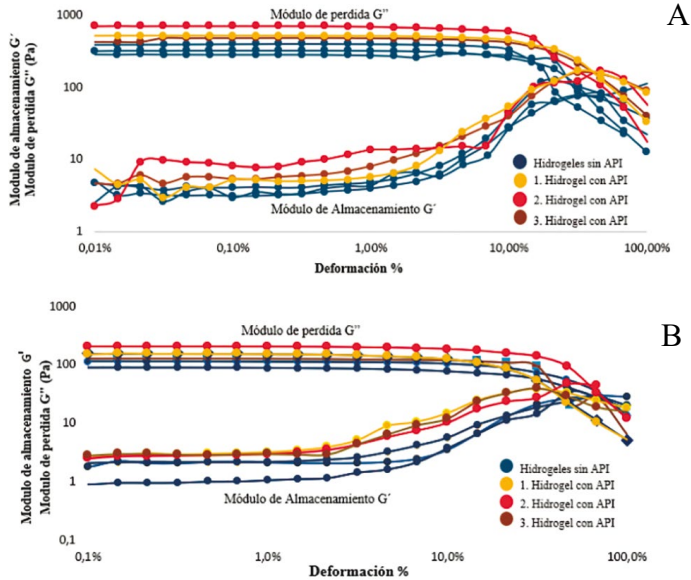 A
Módulo de almacenamiento G´
Modulo de perdida G'' (Pa)
1000
100
10
1
Módulo de perdida G''
Módulo de Almacenamiento G´
Hidrogeles sin API
1. Hidrogel con API
2. Hidrogel con API
3. Hidrogel con API
0,01%
0,10%
1,00%
10,00%
100,00%
Deformación %
B
Modulo de almacenamiento G'
Modulo de perdida G'' (Pa)
1000
100
10
1
0,1
Módulo de perdida G''
Módulo de Almacenamiento G´
Hidrogeles sin API
1. Hidrogel con API
2. Hidrogel con API
3. Hidrogel con API
0,1%
1,0%
10,0%
100,0%
Deformación %